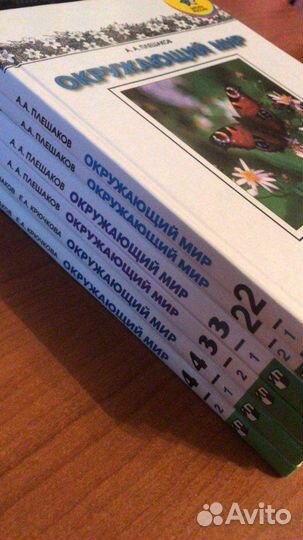 А. А. ПЛЕШАКОВ
ОКРУЖАЮЩИЙ МИР
А. А. ПЛЕШАКОВ ОКРУЖАЮЩИЙ МИР 2 1
А. А. ПЛЕШАКОВ ОКРУЖАЮЩИЙ МИР 2 2
А. А. ПЛЕШАКОВ ОКРУЖАЮЩИЙ МИР 3 1
А. А. ПЛЕШАКОВ ОКРУЖАЮЩИЙ МИР 3 2
Е.А. КРЮЧКОВА ОКРУЖАЮЩИЙ МИР 4 1
Е.А. КРЮЧКОВА ОКРУЖАЮЩИЙ МИР 4 2
Avito